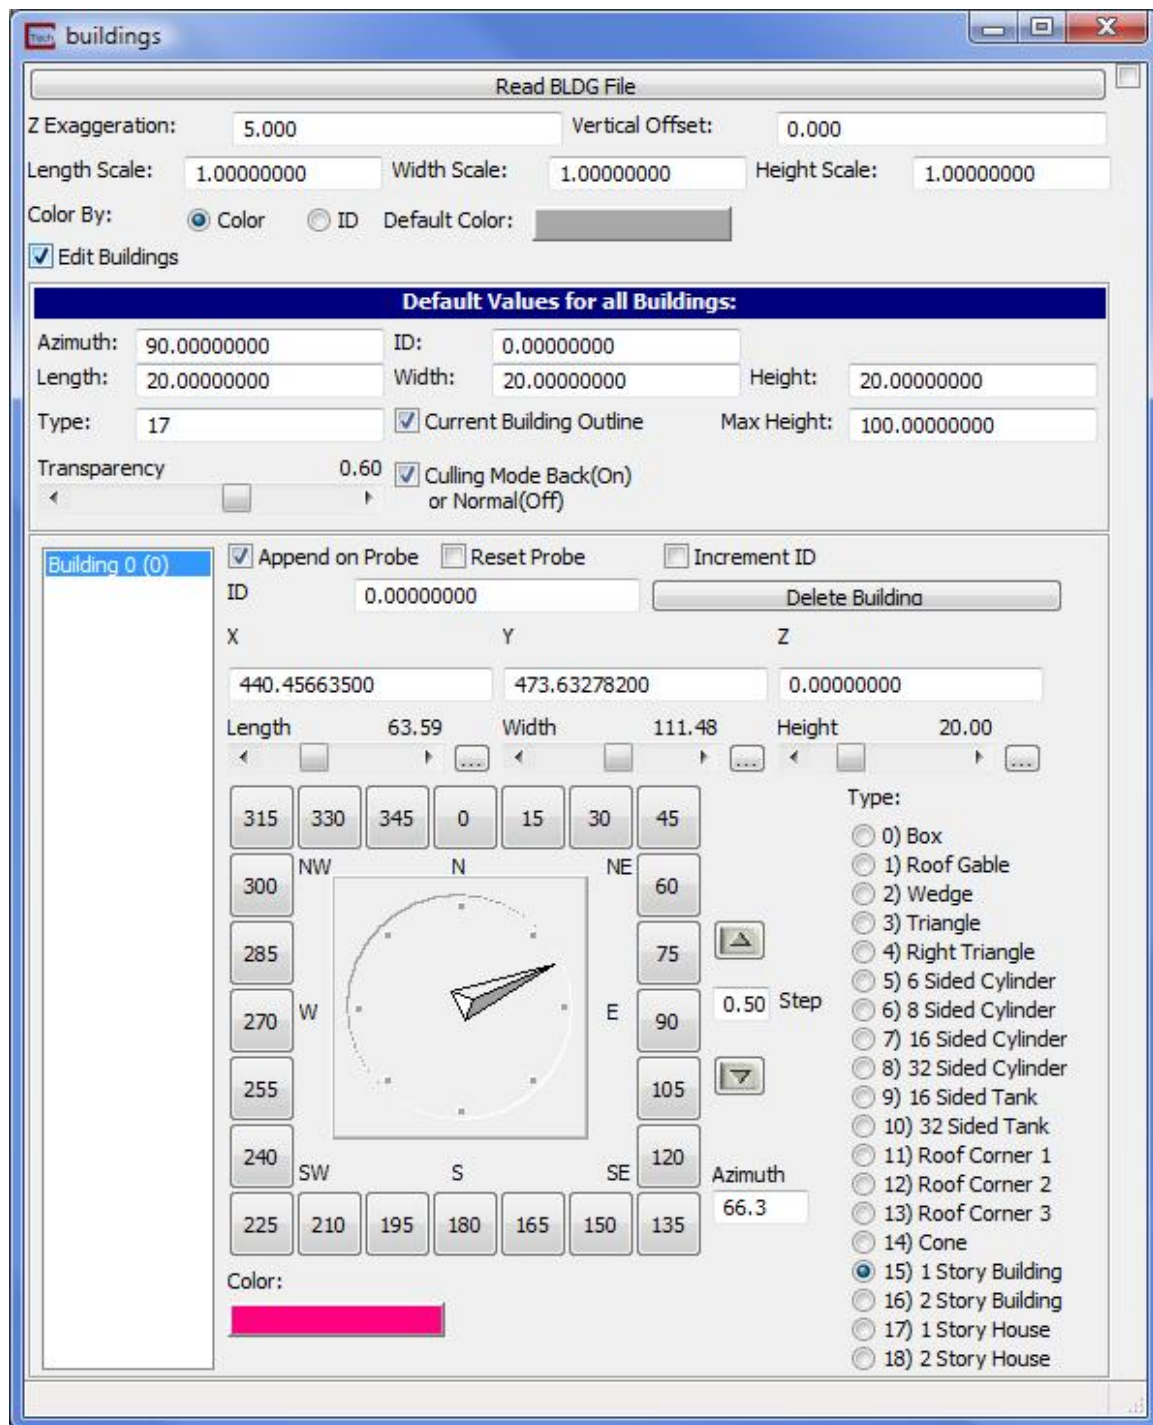 Tech buildings
Read BLDG File
Z Exaggeration: 5.000 Vertical Offset: 0.000
Length Scale: 1.00000000 Width Scale: 1.00000000 Height Scale: 1.00000000
Color By: Color ID Default Color:
Edit Buildings
Default Values for all Buildings:
Azimuth: 90.00000000 ID: 0.00000000
Length: 20.00000000 Width: 20.00000000 Height: 20.00000000
Type: 17 Current Building Outline Max Height: 100.00000000
Transparency 0.60 Culling Mode Back(On)
or Normal(Off)
Building 0 (0) Append on Probe Reset Probe Increment ID
ID 0.00000000 Delete Building
X Y Z
440.45663500 473.63278200 0.00000000
Length 63.59 Width 111.48 Height 20.00
... ... ...
315 330 345 0 15 30 45
300 NW N NE 60
285 75
270 W E 90 0.50 Step
255 105
240 SW S SE 120 Azimuth
225 210 195 180 165 150 135 66.3
Color:
Type:
0) Box
1) Roof Gable
2) Wedge
3) Triangle
4) Right Triangle
5) 6 Sided Cylinder
6) 8 Sided Cylinder
7) 16 Sided Cylinder
8) 32 Sided Cylinder
9) 16 Sided Tank
10) 32 Sided Tank
11) Roof Corner 1
12) Roof Corner 2
13) Roof Corner 3
14) Cone
15) 1 Story Building
16) 2 Story Building
17) 1 Story House
18) 2 Story House